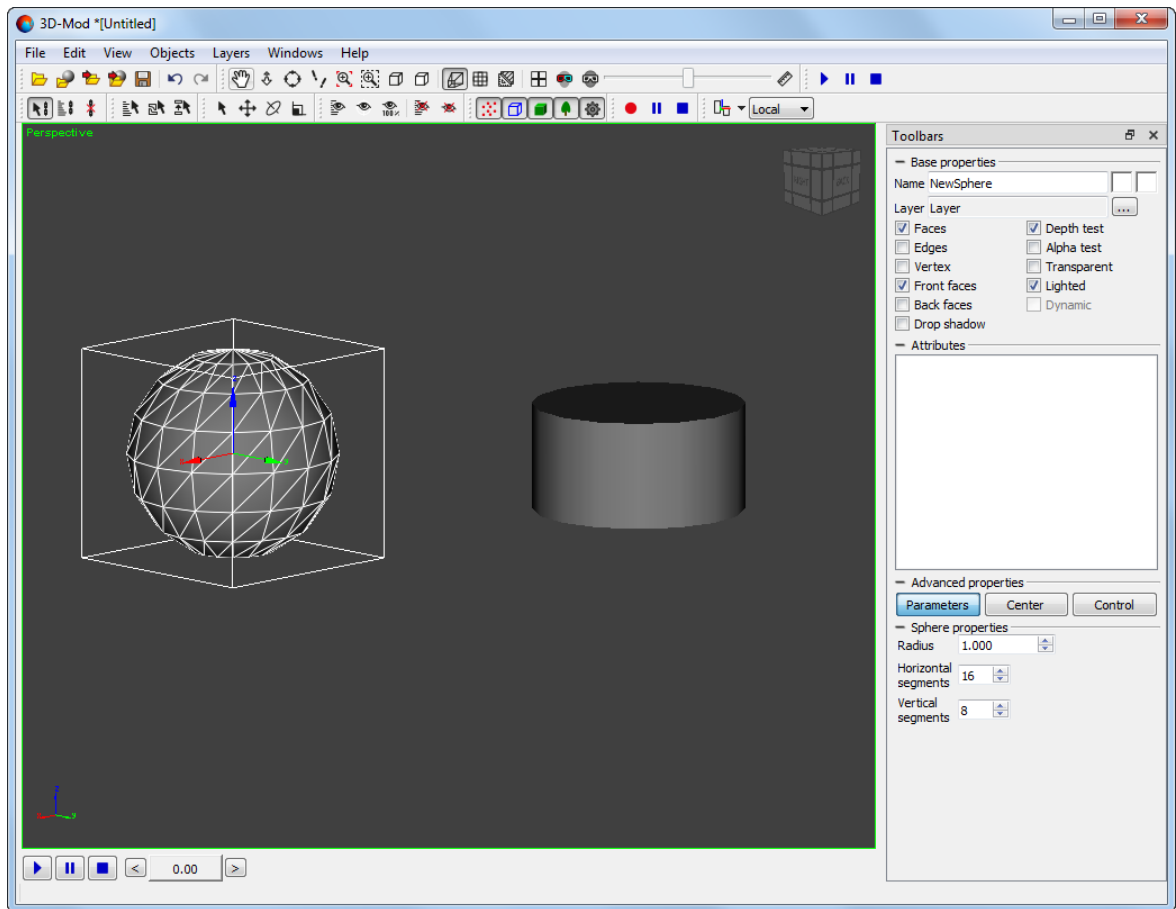 3D-Mod *[Untitled]
File Edit View Objects Layers Windows Help
100% Local
Perspective
Toolbars
Base properties
Name NewSphere
Layer Layer ...
Faces Depth test
Edges Alpha test
Vertex Transparent
Front faces Lighted
Back faces Dynamic
Drop shadow
Attributes
Advanced properties
Parameters Center Control
Sphere properties
Radius 1.000
Horizontal segments 16
Vertical segments 8
z
y
z
y
< 0.00 >